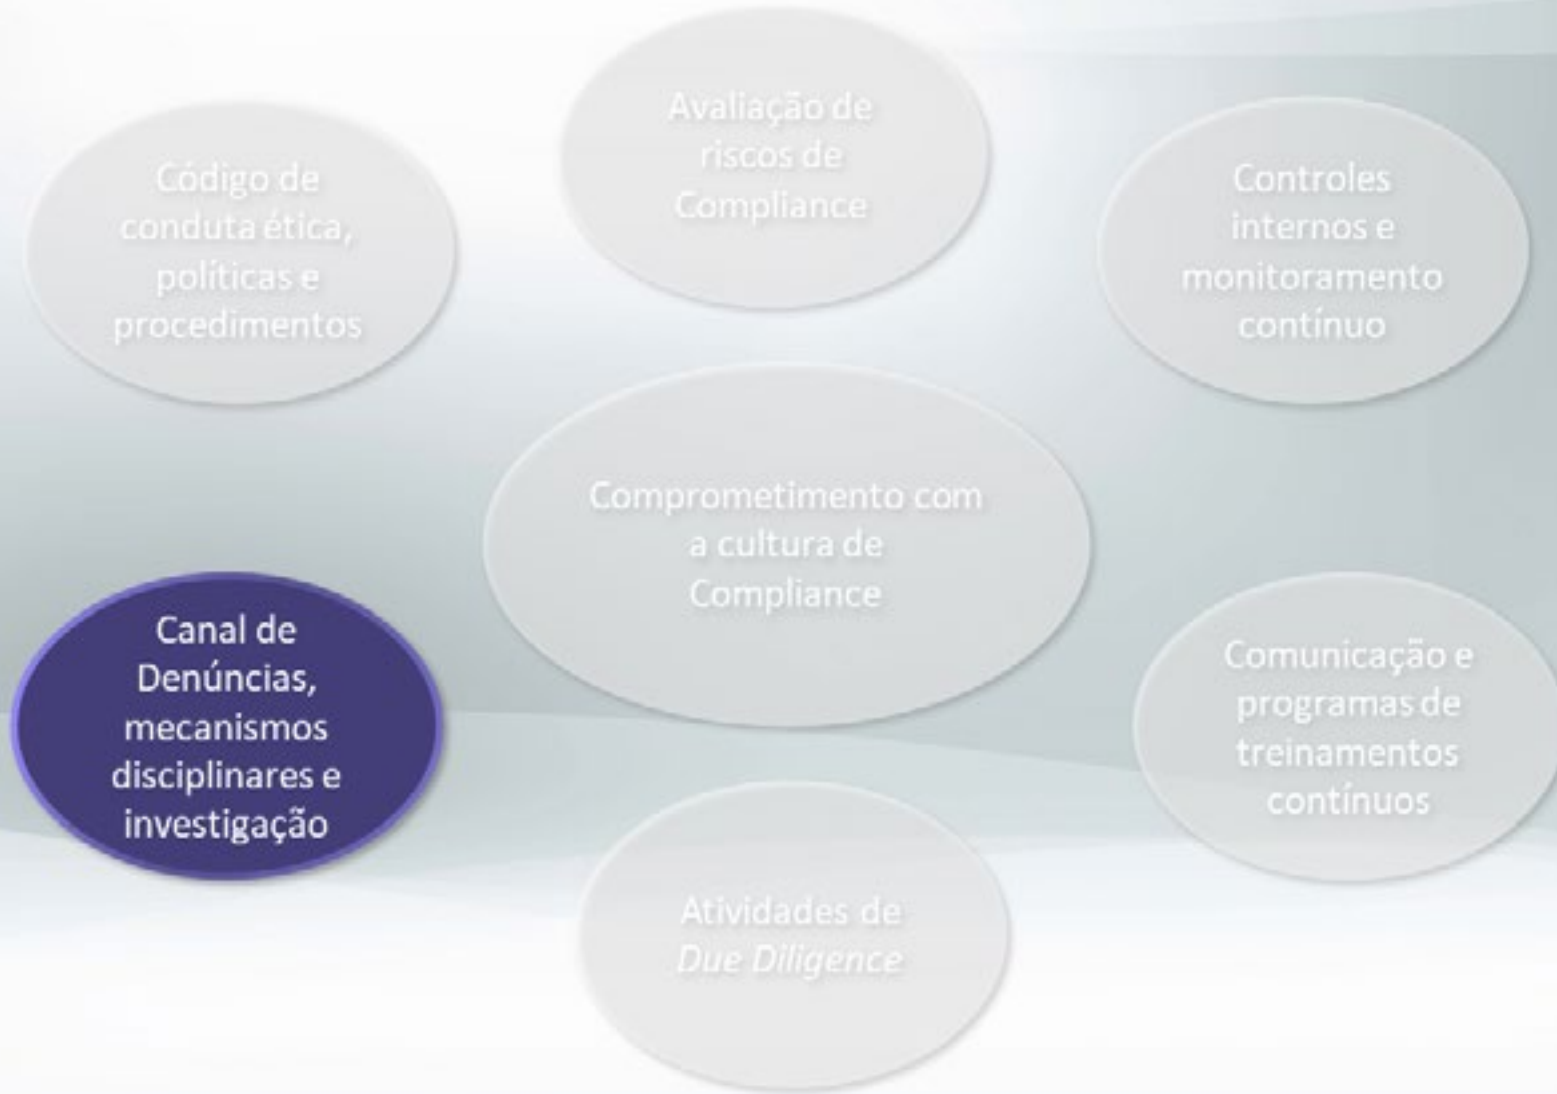 Avaliação de
riscos de
Compliance
Código de
conduta ética,
políticas e
procedimentos
Controles
internos e
monitoramento
contínuo
Comprometimento com
a cultura de
Compliance
Canal de
Denúncias,
mecanismos
disciplinares e
investigação
Comunicação e
programas de
treinamentos
contínuos
Atividades de
Due Diligence